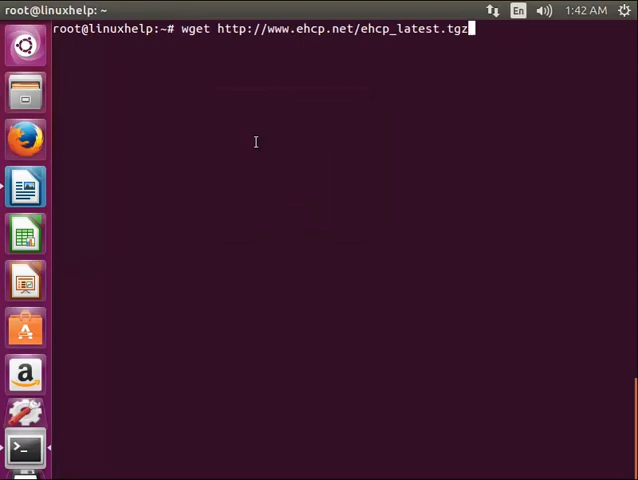 root@linuxhelp: ~
En
1:42 AM
root@linuxhelp:~# wget http://www.ehcp.net/ehcp_latest.tgz